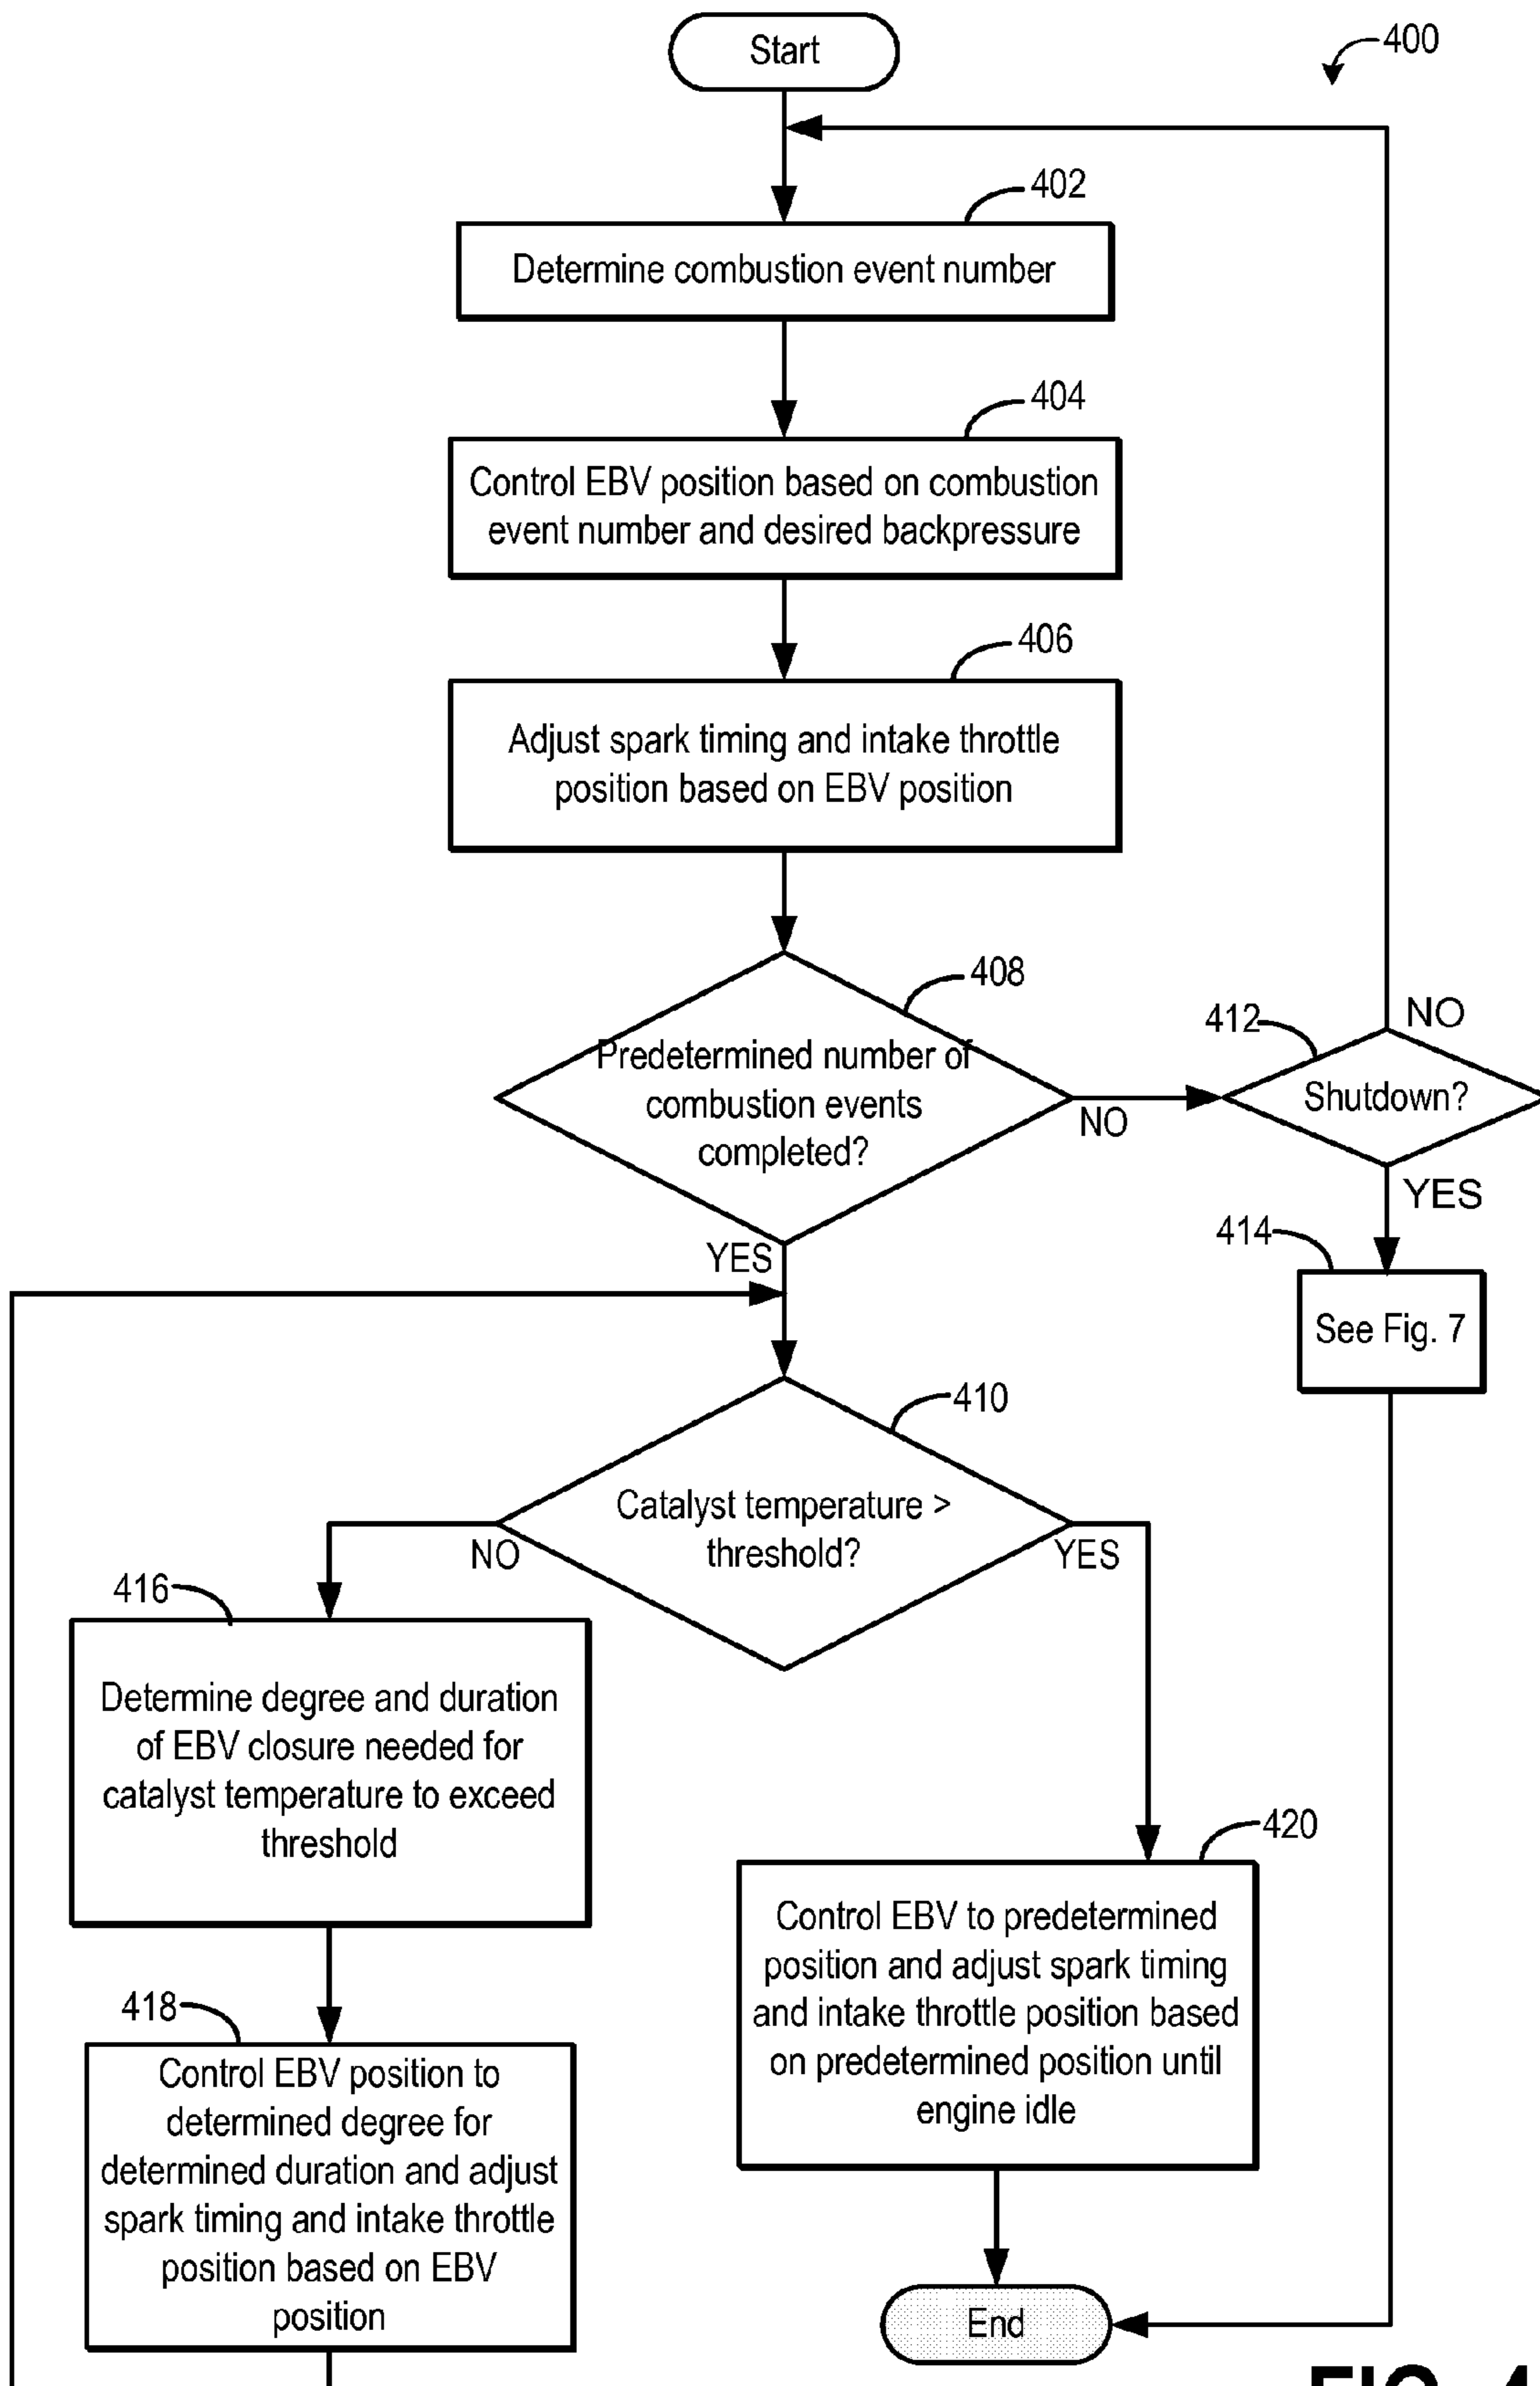 Start
400
402
Determine combustion event number
404
Control EBV position based on combustion
event number and desired backpressure
406
Adjust spark timing and intake throttle
position based on EBV position
408
Predetermined number of
combustion events
completed?
NO
YES
412
Shutdown?
NO
YES
414
See Fig. 7
410
Catalyst temperature >
threshold?
NO
YES
416
Determine degree and duration
of EBV closure needed for
catalyst temperature to exceed
threshold
418
Control EBV position to
determined degree for
determined duration and adjust
spark timing and intake throttle
position based on EBV
position
420
Control EBV to predetermined
position and adjust spark timing
and intake throttle position based
on predetermined position until
engine idle
End
FIG. 4